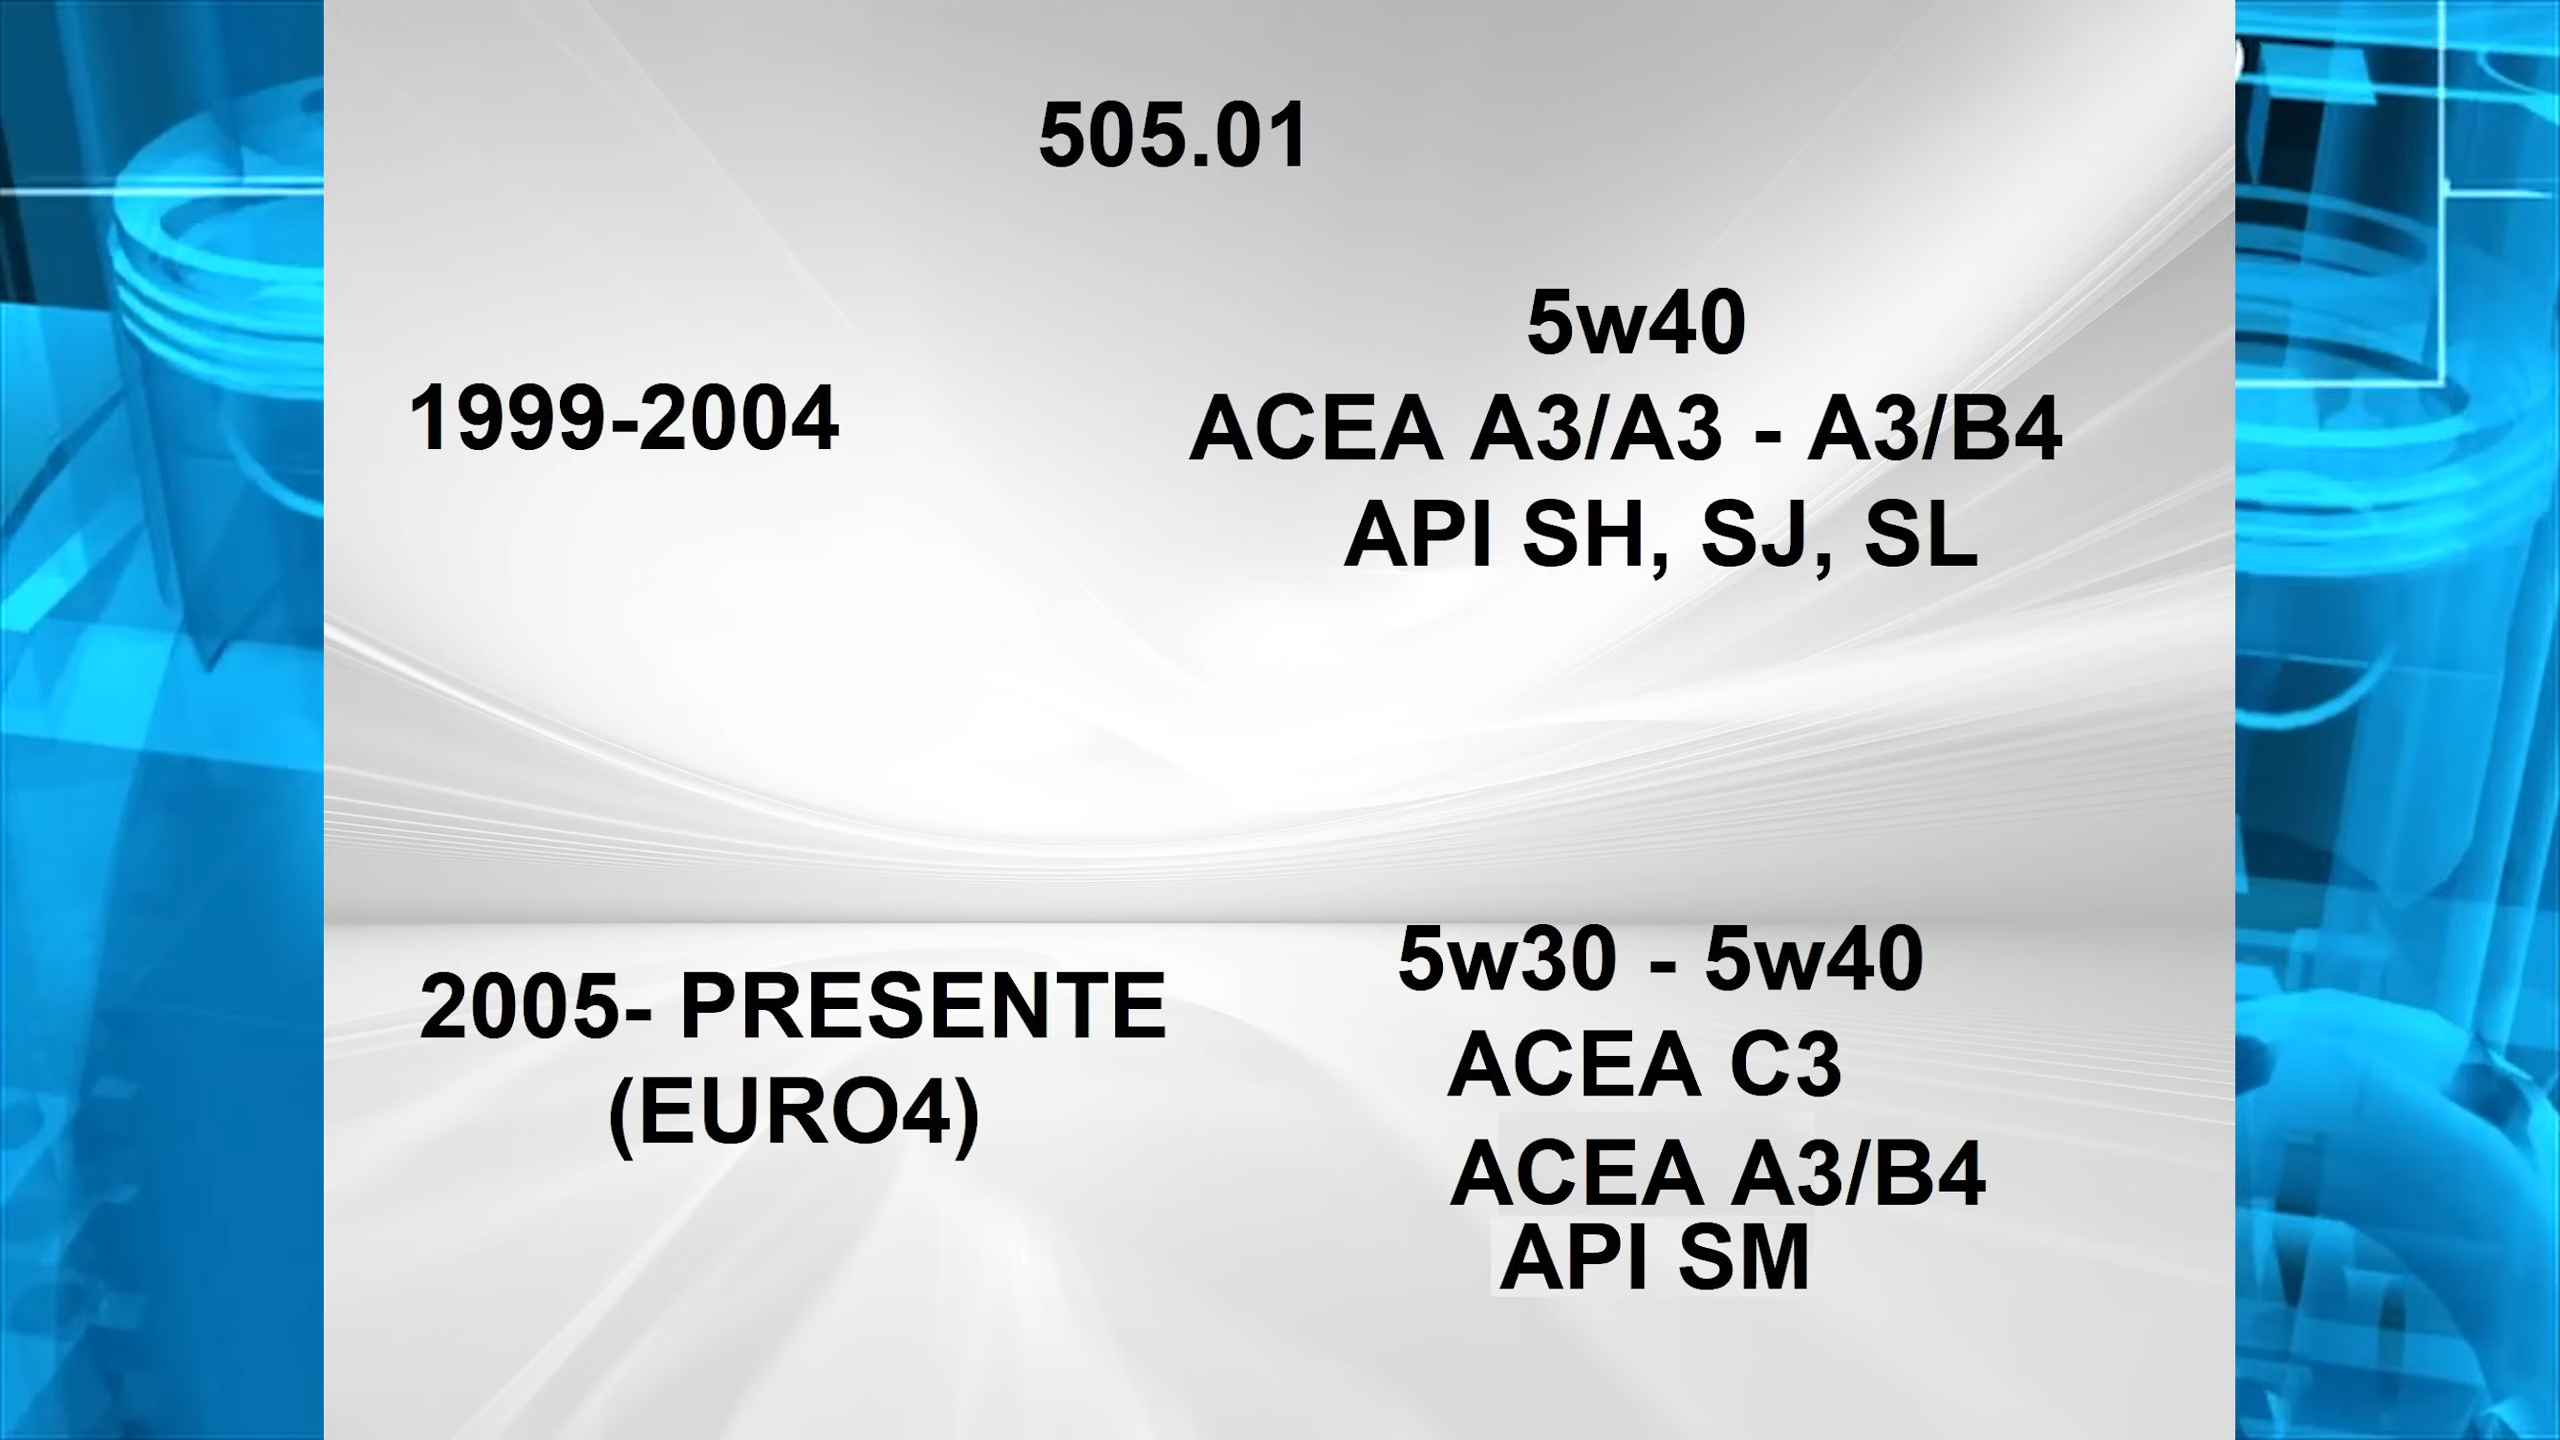 505.01
1999-2004
5w40
ACEA A3/A3 - A3/B4
API SH, SJ, SL
2005- PRESENTE
(EURO4)
5w30 - 5w40
ACEA C3
ACEA A3/B4
API SM